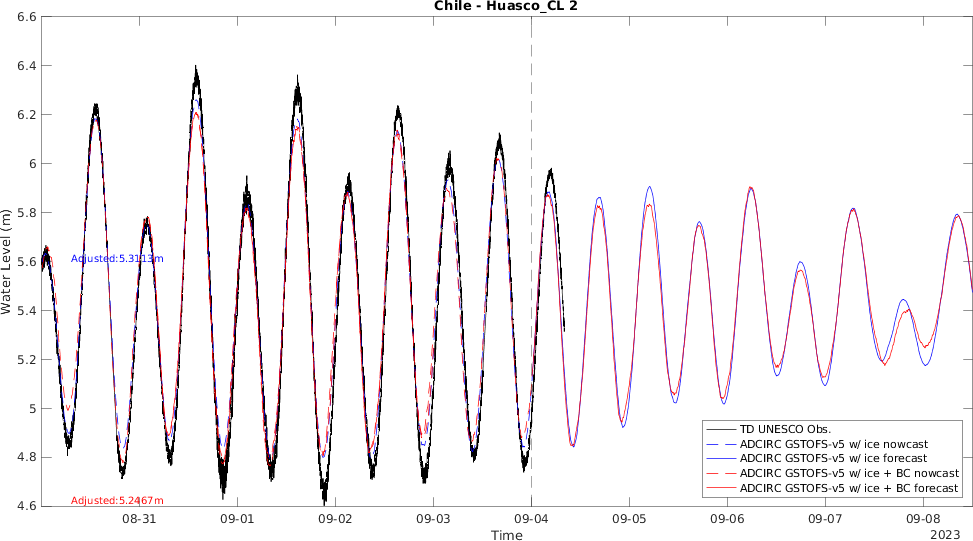 Chile - Huasco_CL 2
6.6
6.4
6.2
6
5.8
5.6
5.4
5.2
5
4.8
4.6
Water Level (m)
Adjusted:5.3113m
Adjusted:5.2467m
TD UNESCO Obs.
ADCIRC GSTOFS-v5 w/ ice nowcast
ADCIRC GSTOFS-v5 w/ ice forecast
ADCIRC GSTOFS-v5 w/ ice + BC nowcast
ADCIRC GSTOFS-v5 w/ ice + BC forecast
08-31 09-01 09-02 09-03 09-04 09-05 09-06 09-07 09-08
Time
2023